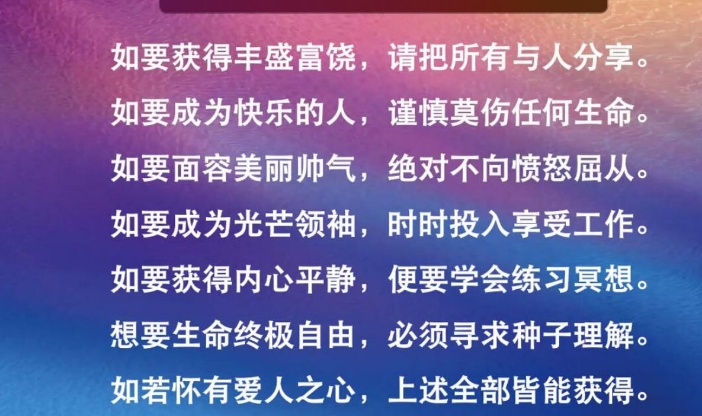 如要获得丰盛富饶，请把所有与人分享。
如要成为快乐的人，谨慎莫伤任何生命。
如要面容美丽帅气，绝对不向愤怒屈从。
如要成为光芒领袖，时时投入享受工作。
如要获得内心平静，便要学会练习冥想。
想要生命终极自由，必须寻求种子理解。
如若怀有爱人之心，上述全部皆能获得。